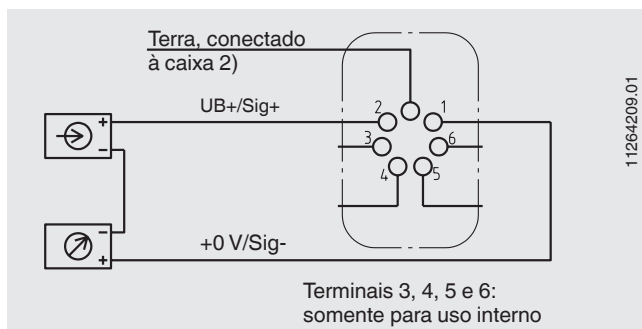 Terra, conectado
à caixa 2)
UB+/Sig+
2
1
3
6
4
5
+
−
−
+
+0 V/Sig-
Terminais 3, 4, 5 e 6:
somente para uso interno
11264209.01